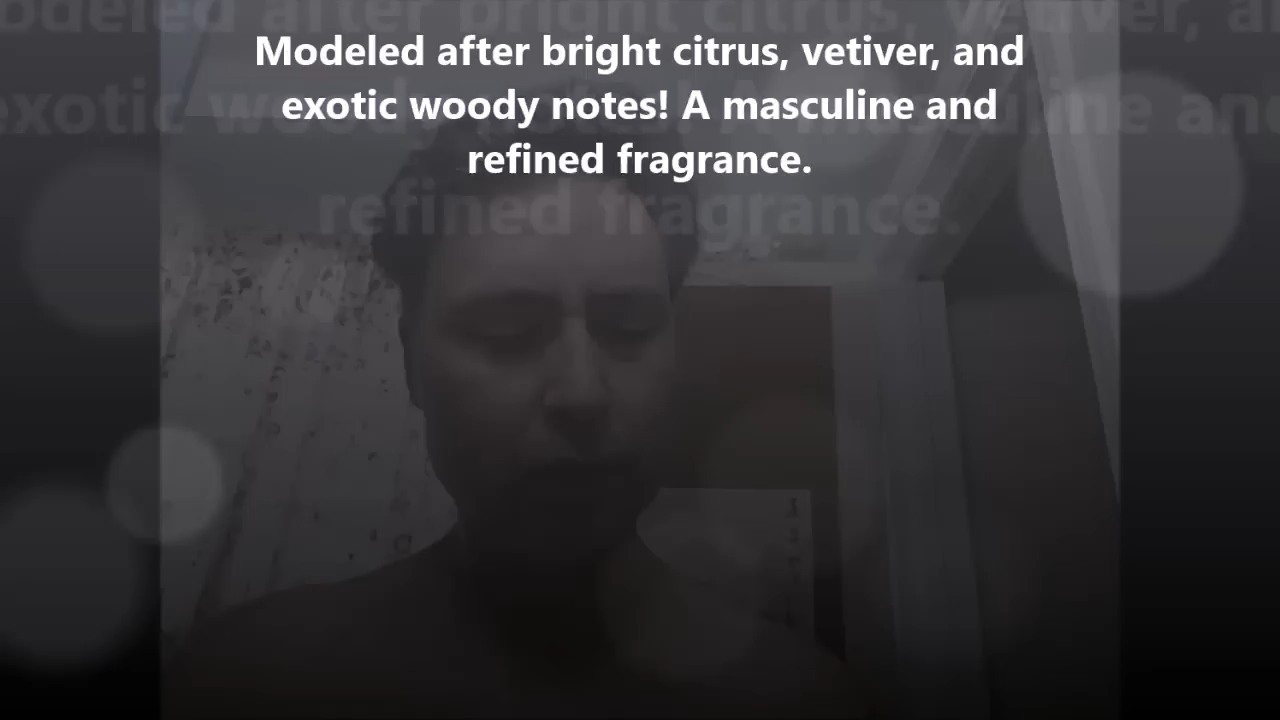 Modeled after bright citrus, vetiver, and
exotic woody notes! A masculine and
refined fragrance.